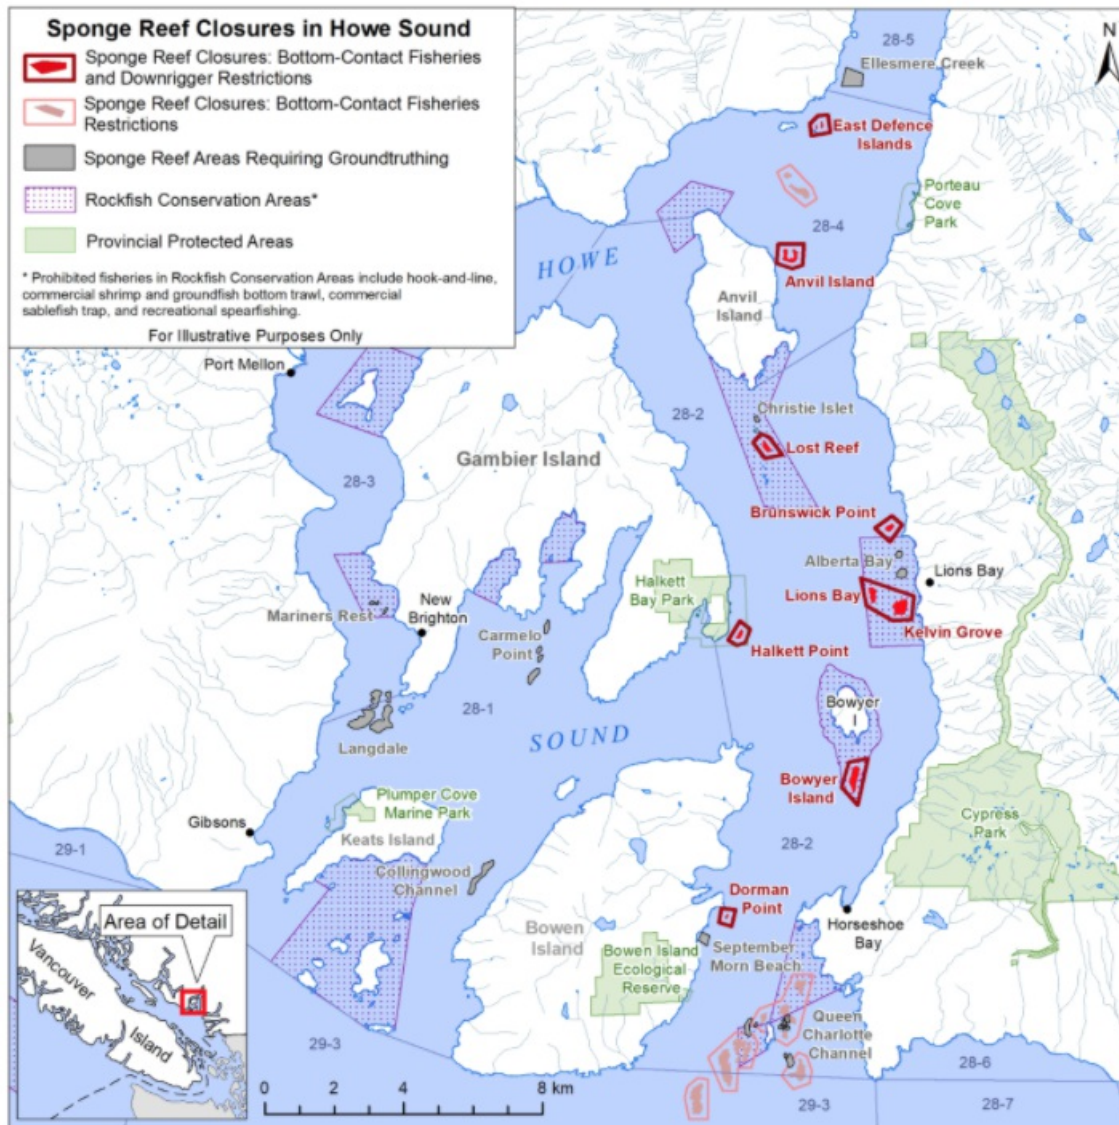 Sponge Reef Closures in Howe Sound
Sponge Reef Closures: Bottom-Contact Fisheries
and Downrigger Restrictions
Sponge Reef Closures: Bottom-Contact Fisheries
Restrictions
Sponge Reef Areas Requiring Groundtruthing
Rockfish Conservation Areas*
Provincial Protected Areas
* Prohibited fisheries in Rockfish Conservation Areas include hook-and-line,
commercial shrimp and groundfish bottom trawl, commercial
sablefish trap, and recreational spearfishing.
For Illustrative Purposes Only
N
28-5
Ellesmere Creek
East Defence
Islands
Porteau
Cove
Park
28-4
HOWE
Anvil Island
Anvil
Island
Port Mellon
28-2
Christie Islet
Lost Reef
Gambier Island
28-3
Brunswick Point
Alberta Bay
Lions Bay
Lions Bay
Halkett
Bay Park
Kelvin Grove
Mariners Rest
New
Brighton
Carmelo
Point
Halkett Point
28-1
Bowyer
I
Langdale
SOUND
Bowyer
Island
Plumper Cove
Marine Park
Gibsons
Keats Island
Cypress
Park
28-2
29-1
Collingwood
Channel
Dorman
Point
Area of Detail
Bowen
Island
Horseshoe
Bay
Bowen Island
Ecological
Reserve
September
Morn Beach
Vancouver
Island
Queen
Charlotte
Channel
29-3
28-6
0 2 4 8 km
29-3
28-7